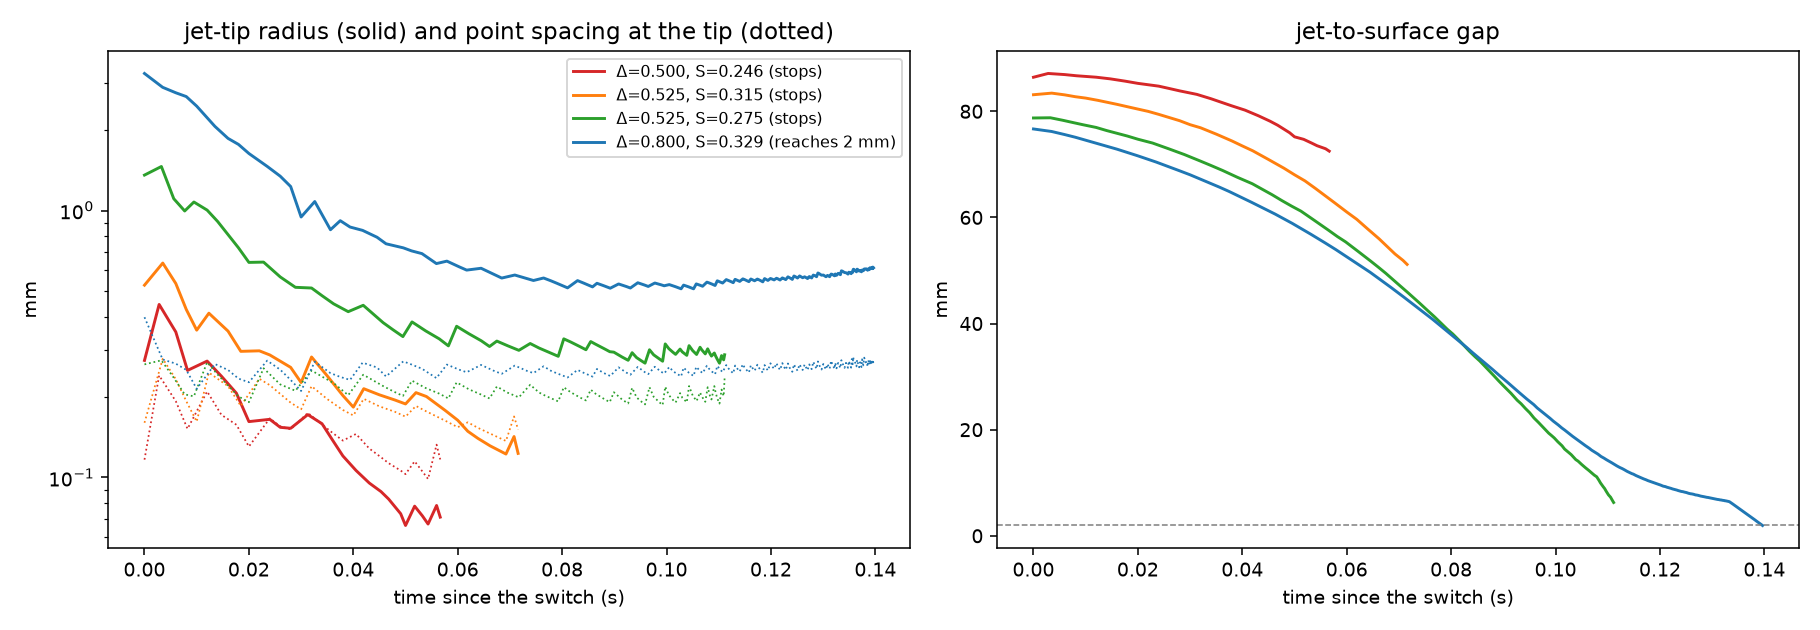 jet-tip radius (solid) and point spacing at the tip (dotted)
Δ=0.500, S=0.246 (stops)
Δ=0.525, S=0.315 (stops)
Δ=0.525, S=0.275 (stops)
Δ=0.800, S=0.329 (reaches 2 mm)
10⁰
10⁻¹
mm
0.00 0.02 0.04 0.06 0.08 0.10 0.12 0.14
time since the switch (s)
jet-to-surface gap
80
60
40
20
0
mm
0.00 0.02 0.04 0.06 0.08 0.10 0.12 0.14
time since the switch (s)